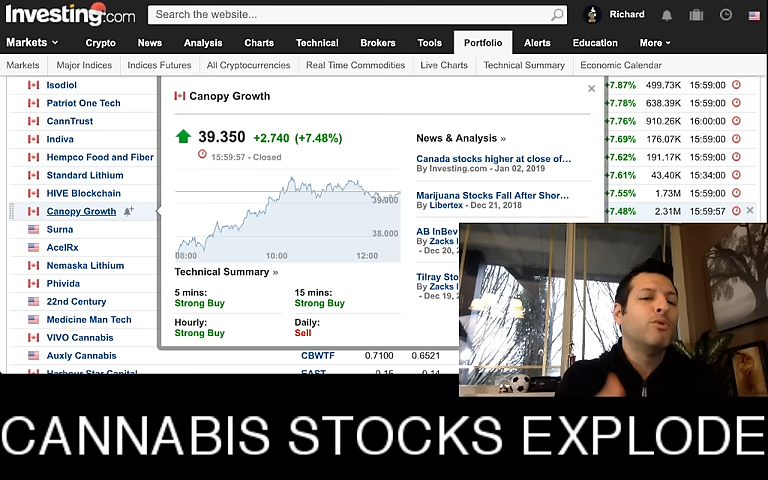 Investing.com
Search the website...
Richard
Markets Crypto News Analysis Charts Technical Brokers Tools Portfolio Alerts Education More
Markets Major Indices Indices Futures All Cryptocurrencies Real Time Commodities Live Charts Technical Summary Economic Calendar
Isodiol +7.87% 499.73K 15:59:00
Patriot One Tech +7.78% 638.39K 15:59:00
CannTrust +7.76% 910.26K 16:00:00
Indiva +7.69% 176.07K 15:59:00
Hempco Food and Fiber +7.62% 191.17K 15:59:00
Standard Lithium +7.61% 43.40K 15:34:00
HIVE Blockchain +7.55% 1.73M 15:59:00
Canopy Growth +7.48% 2.31M 15:59:57
Surna
AcelRx
Nemaska Lithium
Phivida
22nd Century
Medicine Man Tech
VIVO Cannabis
Auxly Cannabis CBWTF 0.7100 0.6521
Canopy Growth
39.350 +2.740 (+7.48%)
15:59:57 - Closed
39.000
38.000
08:00 10:00 12:00
Technical Summary »
5 mins: 15 mins:
Strong Buy Strong Buy
Hourly: Daily:
Strong Buy Sell
News & Analysis »
Canada stocks higher at close of...
By Investing.com - Jan 02, 2019
Marijuana Stocks Fall After Shor...
By Libertex - Dec 21, 2018
AB InBev
By Zacks
- Dec 20,
Tilray Sto
By Zacks
- Dec 19,
CANNABIS STOCKS EXPLODE